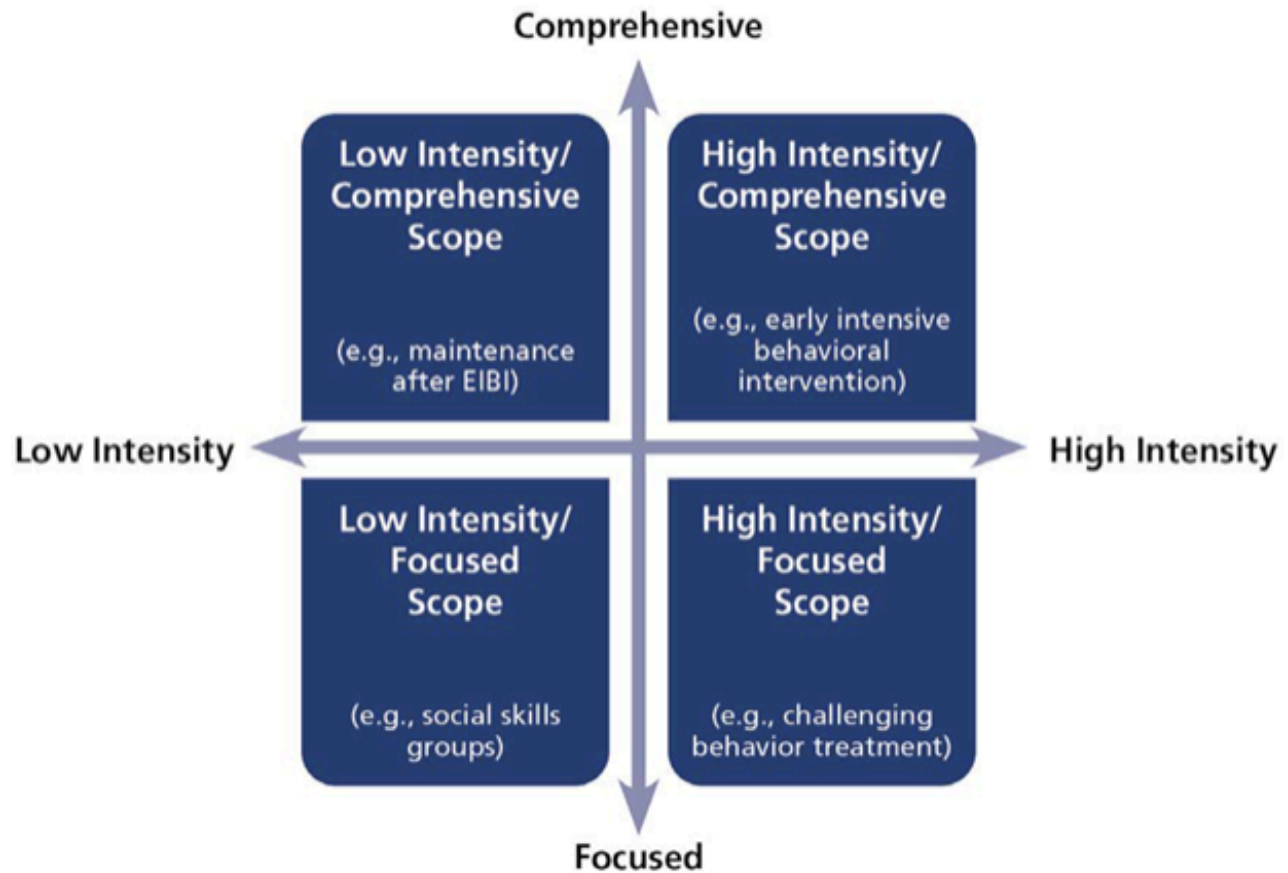 Comprehensive
Low Intensity/
Comprehensive
Scope
(e.g., maintenance
after EIBI)
High Intensity/
Comprehensive
Scope
(e.g., early intensive
behavioral
intervention)
Low Intensity
High Intensity
Low Intensity/
Focused
Scope
(e.g., social skills
groups)
High Intensity/
Focused
Scope
(e.g., challenging
behavior treatment)
Focused